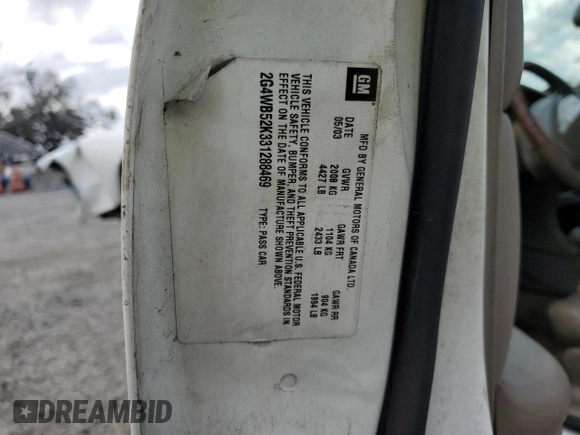 GM
MFD BY GENERAL MOTORS OF CANADA LTD.
DATE GVWR GAWR FRT GAWR RR
05/03 2008 KG 1104 KG 904 KG
4427 LB 2433 LB 1994 LB
THIS VEHICLE CONFORMS TO ALL APPLICABLE U.S. FEDERAL MOTOR
VEHICLE SAFETY, BUMPER, AND THEFT PREVENTION STANDARDS IN
EFFECT ON THE DATE OF MANUFACTURE SHOWN ABOVE.
2G4WB52K331288469 TYPE: PASS CAR
DREAMBID